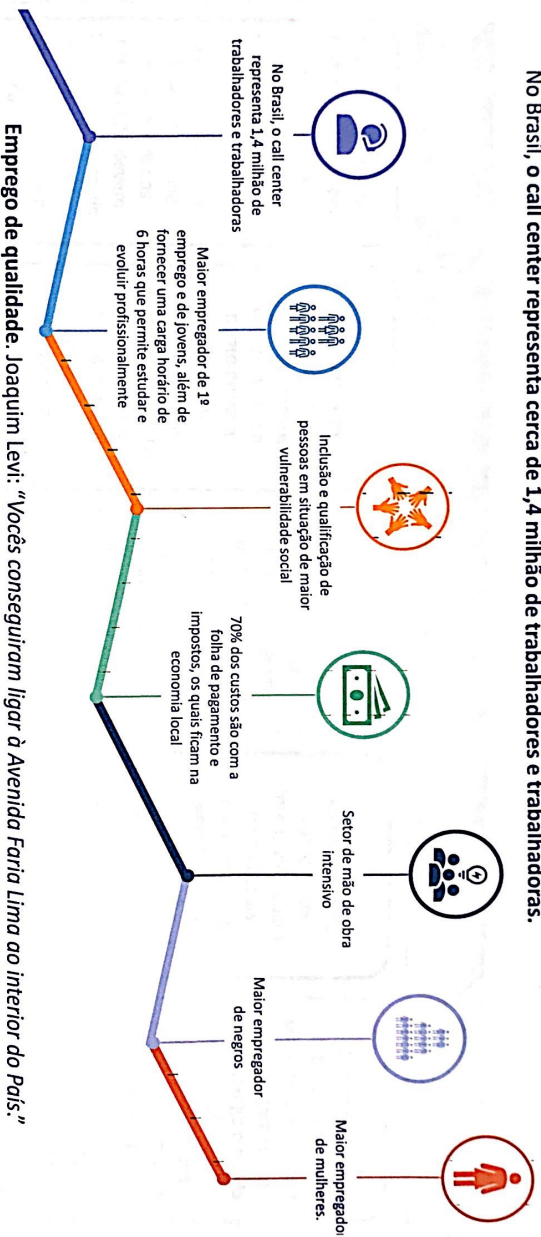 No Brasil, o call center representa cerca de 1,4 milhão de trabalhadores e trabalhadoras.
No Brasil, o call center
representa 1,4 milhão de
trabalhadores e trabalhadoras
Maior empregador de 1º
emprego e de jovens, além de
fornecer uma carga horário de
6 horas que permite estudar e
evoluir profissionalmente
Inclusão e qualificação de
pessoas em situação de maior
vulnerabilidade social
70% dos custos são com a
folha de pagamento e
impostos, os quais ficam na
economia local
Setor de mão de obra
intensivo
Maior empregador
de negros
Maior empregador
de mulheres.
Emprego de qualidade. Joaquim Levi: “Vocês conseguiram ligar à Avenida Faria Lima ao interior do País.”